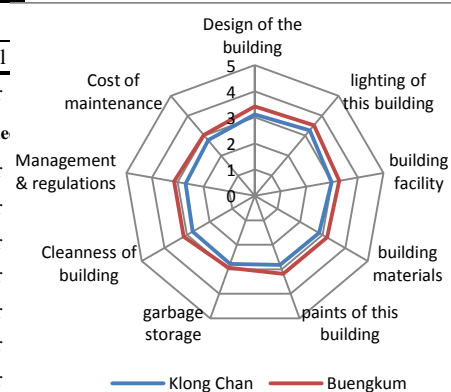 Design of the
building
5
4
3
2
1
0
lighting of
this building
building
facility
building
materials
paints of this
building
garbage
storage
Cleanness of
building
Management
& regulations
Cost of
maintenance
Klong Chan
Buengkum